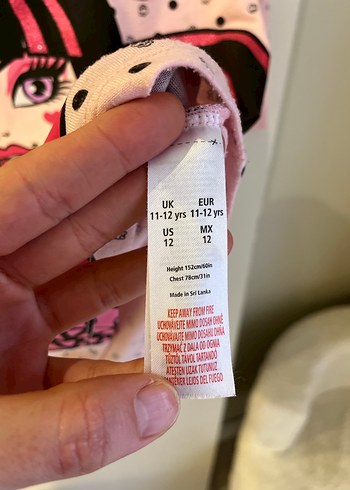 UK EUR
11-12 yrs 11-12 yrs
US MX
12 12
Height 152cm/60in
Chest 78cm/31in
Made in Sri Lanka
KEEP AWAY FROM FIRE
UCHOVÁVEJTE MIMO DOSAH OHNĚ
UCHOVÁVAJTE MIMO DOSAHU OHŇA
TRZYMAĆ Z DALA OD OGNIA
TŰZTŐL TÁVOL TARTANDÓ
ATEŞTEN UZAK TUTUNUZ
MANTÉKER LEJOS DEL FUEGO